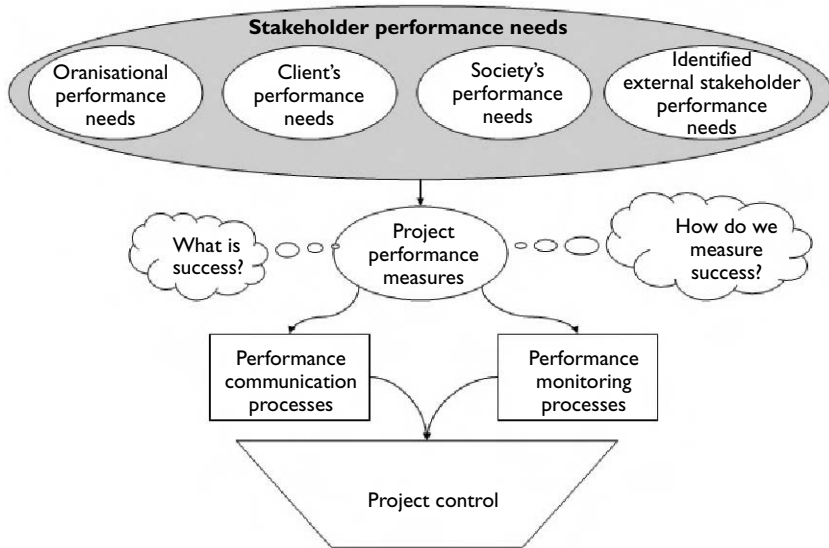 Stakeholder performance needs
Oranisational
performance
needs
Client's
performance
needs
Society's
performance
needs
Identified
external stakeholder
performance
needs
What is
success?
Project
performance
measures
How do we
measure
success?
Performance
communication
processes
Performance
monitoring
processes
Project control